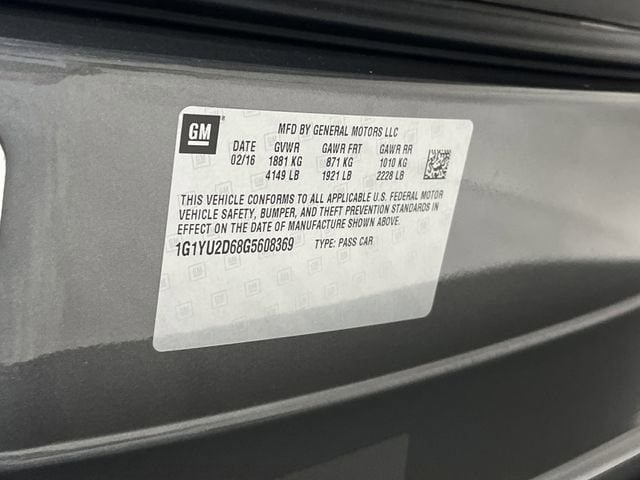 GM
MFD BY GENERAL MOTORS LLC
DATE GVWR GAWR FRT GAWR RR
02/16 1881 KG 871 KG 1010 KG
4149 LB 1921 LB 2228 LB
THIS VEHICLE CONFORMS TO ALL APPLICABLE U.S. FEDERAL MOTOR
VEHICLE SAFETY, BUMPER, AND THEFT PREVENTION STANDARDS IN
EFFECT ON THE DATE OF MANUFACTURE SHOWN ABOVE.
1G1YU2D68G5608369 TYPE: PASS CAR